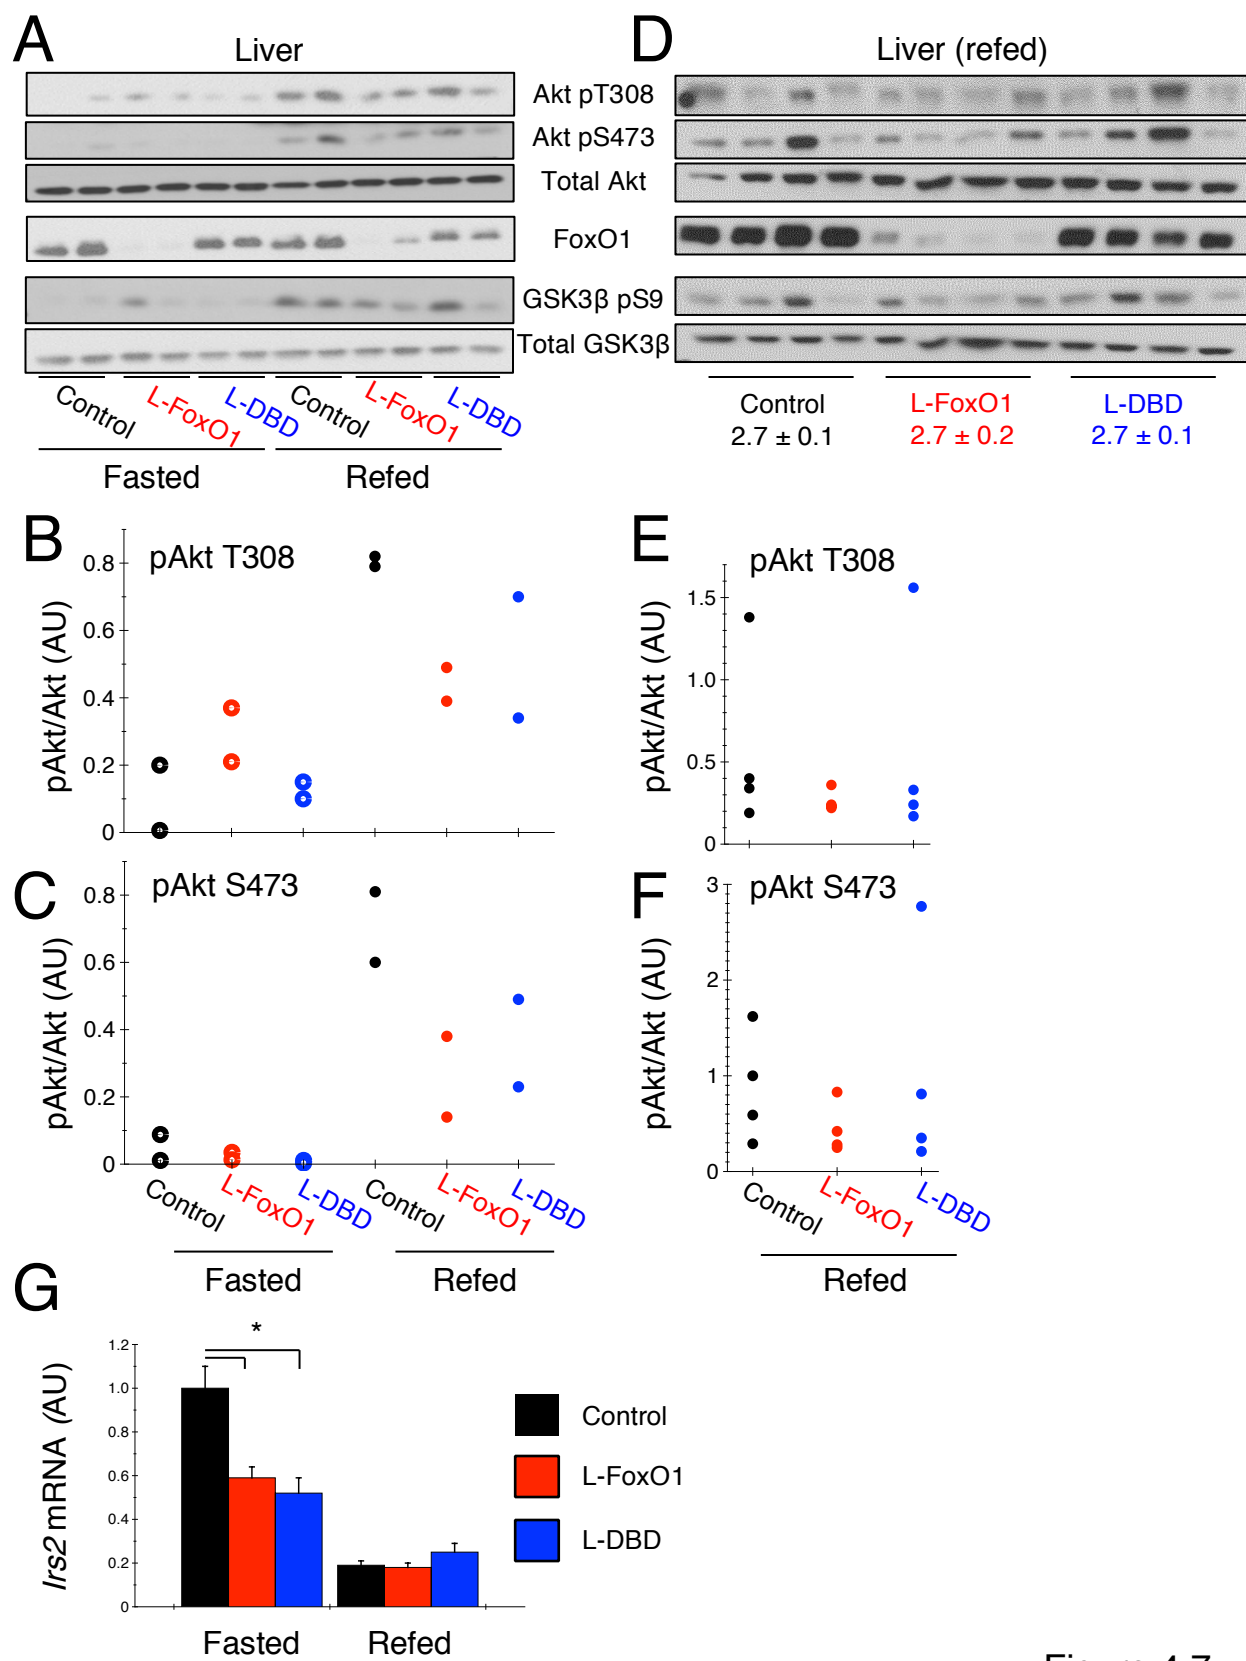 A
Liver
D
Liver (refed)
Akt pT308
Akt pS473
Total Akt
FoxO1
GSK3β pS9
Total GSK3β
Control
L-FoxO1
L-DBD
Control
L-FoxO1
L-DBD
Fasted
Refed
Control
2.7 ± 0.1
L-FoxO1
2.7 ± 0.2
L-DBD
2.7 ± 0.1
B
pAkt T308
pAkt/Akt (AU)
0.8
0.6
0.4
0.2
0
E
pAkt T308
pAkt/Akt (AU)
1.5
1.0
0.5
0
C
pAkt S473
pAkt/Akt (AU)
0.8
0.6
0.4
0.2
0
Control
L-FoxO1
L-DBD
Control
L-FoxO1
L-DBD
Fasted
Refed
F
pAkt S473
pAkt/Akt (AU)
3
2
1
0
Control
L-FoxO1
L-DBD
Refed
G
Irs2 mRNA (AU)
1.2
1.0
0.8
0.6
0.4
0.2
0
*
Fasted
Refed
Control
L-FoxO1
L-DBD
Figure 4.7